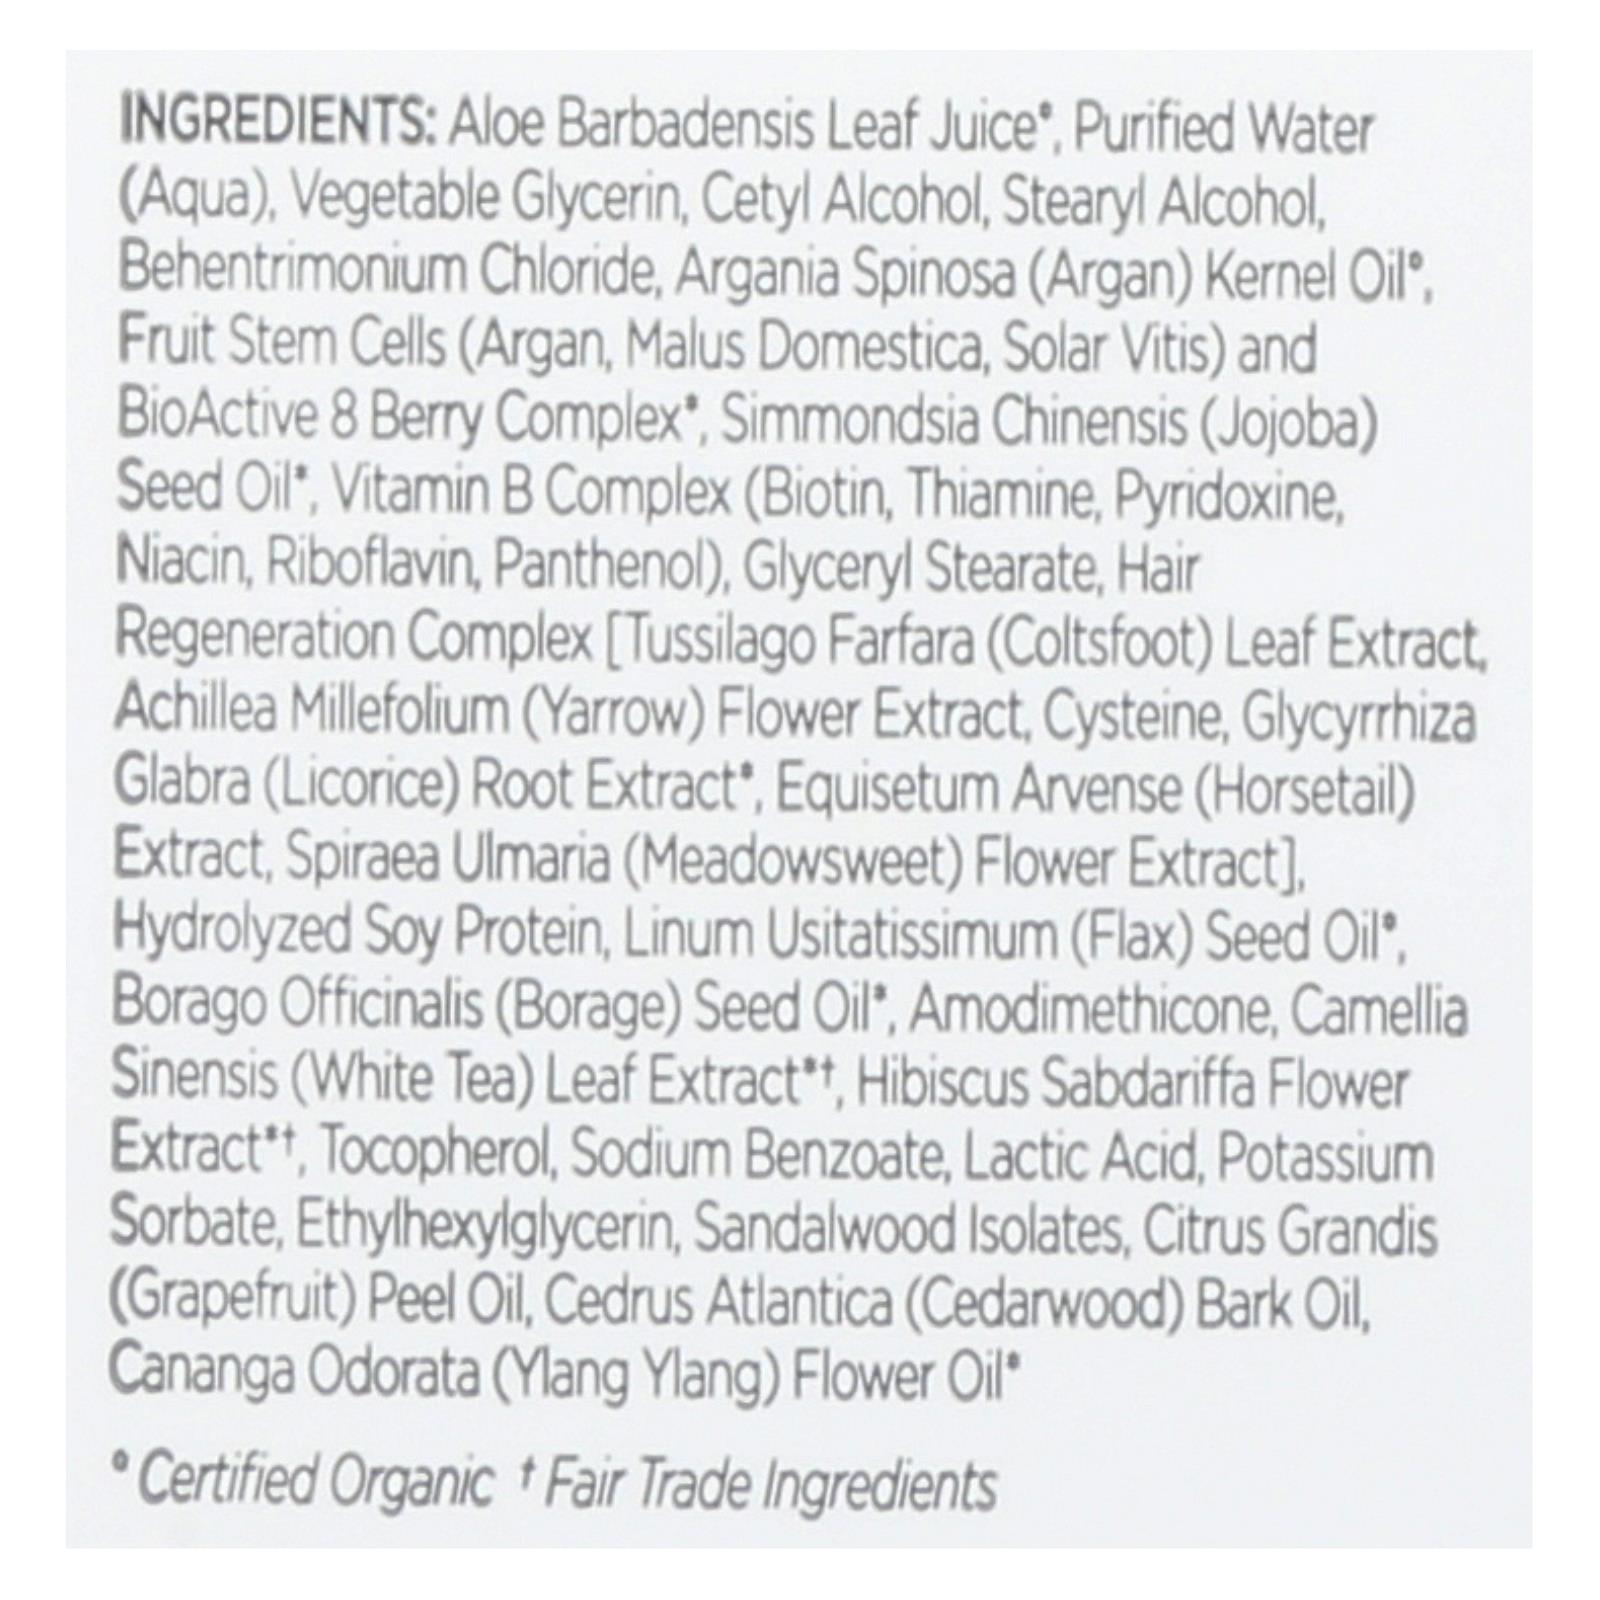 INGREDIENTS: Aloe Barbadensis Leaf Juice*, Purified Water
(Aqua), Vegetable Glycerin, Cetyl Alcohol, Stearyl Alcohol,
Behentrimonium Chloride, Argania Spinosa (Argan) Kernel Oil*,
Fruit Stem Cells (Argan, Malus Domestica, Solar Vitis) and
BioActive 8 Berry Complex*, Simmondsia Chinensis (Jojoba)
Seed Oil*, Vitamin B Complex (Biotin, Thiamine, Pyridoxine,
Niacin, Riboflavin, Panthenol), Glyceryl Stearate, Hair
Regeneration Complex [Tussilago Farfara (Coltsfoot) Leaf Extract,
Achillea Millefolium (Yarrow) Flower Extract, Cysteine, Glycyrrhiza
Glabra (Licorice) Root Extract*, Equisetum Arvense (Horsetail)
Extract, Spiraea Ulmaria (Meadowsweet) Flower Extract],
Hydrolyzed Soy Protein, Linum Usitatissimum (Flax) Seed Oil*,
Borago Officinalis (Borage) Seed Oil*, Amodimethicone, Camellia
Sinensis (White Tea) Leaf Extract*†, Hibiscus Sabdariffa Flower
Extract*†, Tocopherol, Sodium Benzoate, Lactic Acid, Potassium
Sorbate, Ethylhexylglycerin, Sandalwood Isolates, Citrus Grandis
(Grapefruit) Peel Oil, Cedrus Atlantica (Cedarwood) Bark Oil,
Cananga Odorata (Ylang Ylang) Flower Oil*
* Certified Organic † Fair Trade Ingredients